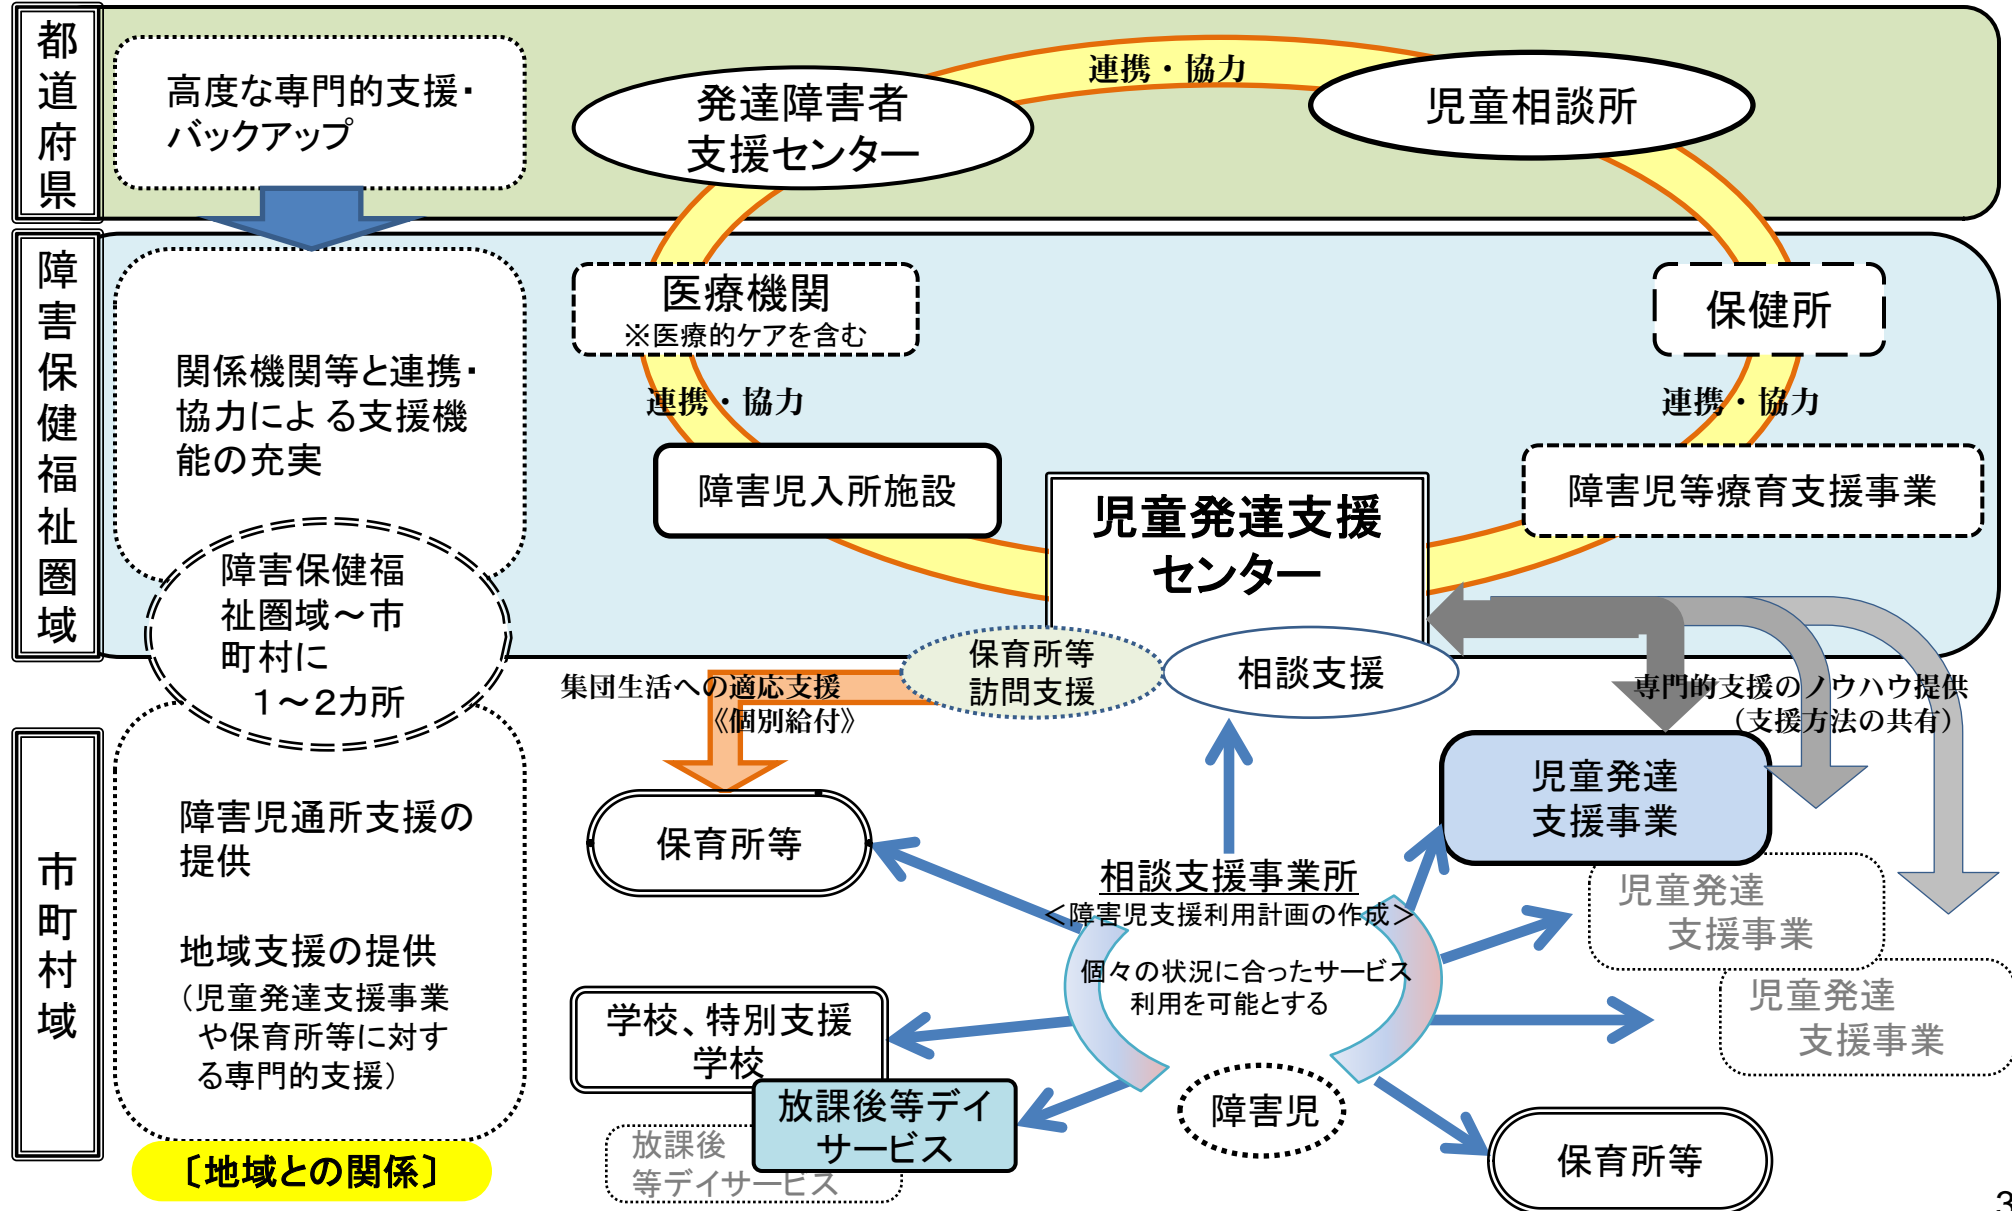 都道府県
高度な専門的支援・
バックアップ
発達障害者
支援センター
連携・協力
児童相談所
障害保健福祉圏域
関係機関等と連携・
協力による支援機
能の充実
医療機関
※医療的ケアを含む
保健所
連携・協力
連携・協力
障害児入所施設
児童発達支援
センター
障害児等療育支援事業
障害保健福
祉圏域～市
町村に
１～２カ所
保育所等
訪問支援
相談支援
集団生活への適応支援
《個別給付》
専門的支援のノウハウ提供
（支援方法の共有）
市町村域
障害児通所支援の
提供
地域支援の提供
（児童発達支援事業
や保育所等に対す
る専門的支援）
〔地域との関係〕
保育所等
児童発達
支援事業
児童発達
支援事業
児童発達
支援事業
相談支援事業所
＜障害児支援利用計画の作成＞
個々の状況に合ったサービス
利用を可能とする
学校、特別支援
学校
放課後等デイ
サービス
放課後
等デイサービス
障害児
保育所等
3